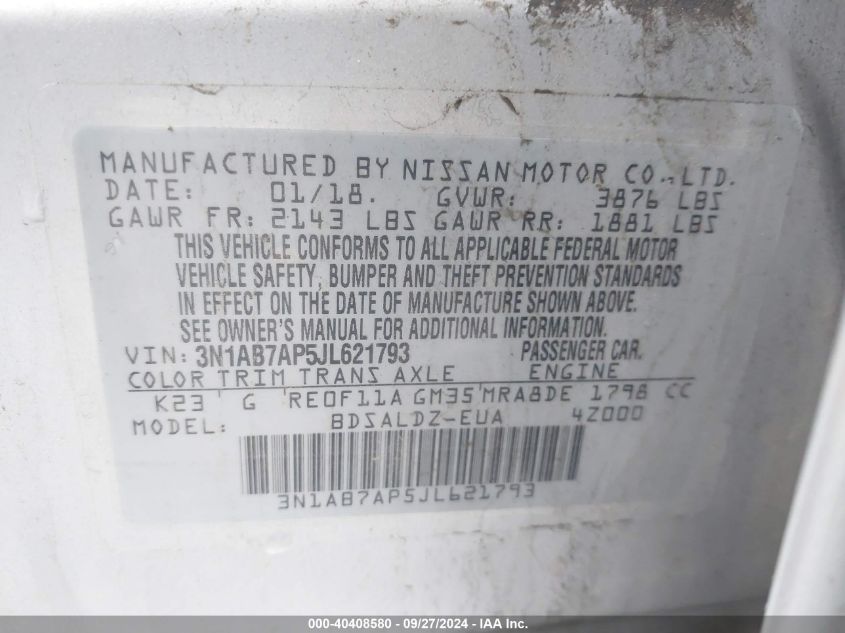 MANUFACTURED BY NISSAN MOTOR CO., LTD.
DATE: 01/18. GVWR: 3876 LBS
GAWR FR: 2143 LBS GAWR RR: 1881 LBS
THIS VEHICLE CONFORMS TO ALL APPLICABLE FEDERAL MOTOR
VEHICLE SAFETY, BUMPER AND THEFT PREVENTION STANDARDS
IN EFFECT ON THE DATE OF MANUFACTURE SHOWN ABOVE.
SEE OWNER'S MANUAL FOR ADDITIONAL INFORMATION.
VIN: 3N1AB7AP5JL621793 PASSENGER CAR.
COLOR TRIM TRANS AXLE ENGINE
K23 G RE0F11A GM35 MRA8DE 1798 CC
MODEL: BDSALDZ-EUA 4Z000
3N1AB7AP5JL621793
000-40408580 - 09/27/2024 - IAA, Inc.